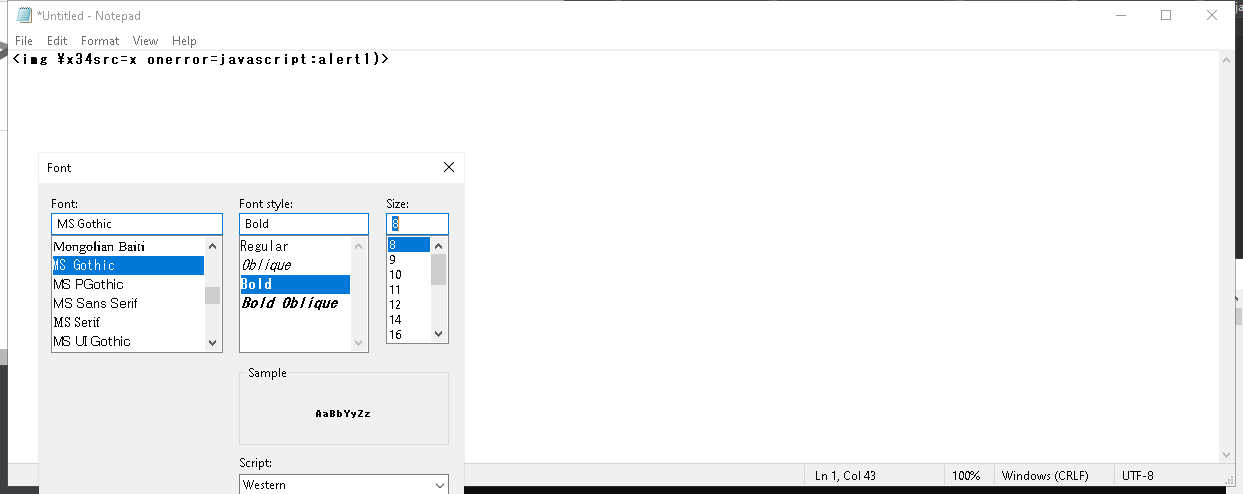 *Untitled - Notepad
File Edit Format View Help
<img ¥x34src=x onerror=javascript:alert1)>
Font
Font: Font style: Size:
MS Gothic Bold 8
Mongolian Baiti Regular 8
MS Gothic Oblique 9
MS PGothic Bold 10
MS Sans Serif Bold Oblique 11
MS Serif 12
MS UI Gothic 14
16
Sample
AaBbYyZz
Script:
Western
Ln 1, Col 43 100% Windows (CRLF) UTF-8